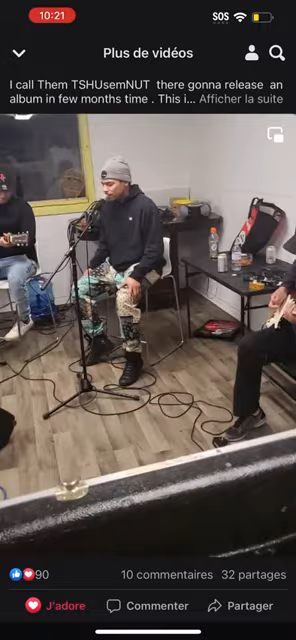 10:21
SOS
Plus de vidéos
I call Them TSHUsemNUT there gonna release an
album in few months time . This i... Afficher la suite
90
10 commentaires 32 partages
J'adore
Commenter
Partager